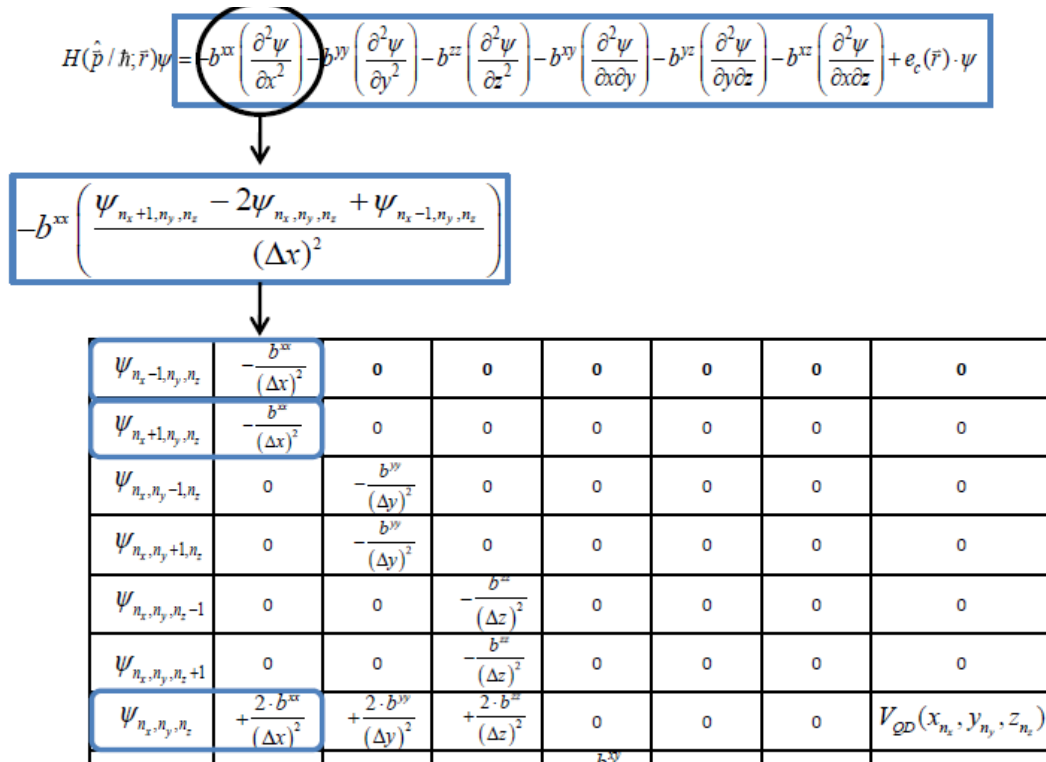 H(\hat{\vec{p}} / ℏ; \vec{r})ψ = -b^{xx} (∂²ψ/∂x²) - b^{yy} (∂²ψ/∂y²) - b^{zz} (∂²ψ/∂z²) - b^{xy} (∂²ψ/∂x∂y) - b^{yz} (∂²ψ/∂y∂z) - b^{xz} (∂²ψ/∂x∂z) + e_c(\vec{r}) · ψ
-b^{xx} ( (ψ_{n_x+1,n_y,n_z} - 2ψ_{n_x,n_y,n_z} + ψ_{n_x-1,n_y,n_z}) / (Δx)² )
ψ_{n_x-1,n_y,n_z} -b^{xx}/(Δx)² 0 0 0 0 0 0
ψ_{n_x+1,n_y,n_z} -b^{xx}/(Δx)² 0 0 0 0 0 0
ψ_{n_x,n_y-1,n_z} 0 -b^{yy}/(Δy)² 0 0 0 0 0
ψ_{n_x,n_y+1,n_z} 0 -b^{yy}/(Δy)² 0 0 0 0 0
ψ_{n_x,n_y,n_z-1} 0 0 -b^{zz}/(Δz)² 0 0 0 0
ψ_{n_x,n_y,n_z+1} 0 0 -b^{zz}/(Δz)² 0 0 0 0
ψ_{n_x,n_y,n_z} +2·b^{xx}/(Δx)² +2·b^{yy}/(Δy)² +2·b^{zz}/(Δz)² 0 0 0 V_{QD}(x_{n_x}, y_{n_y}, z_{n_z})
b^{xy}